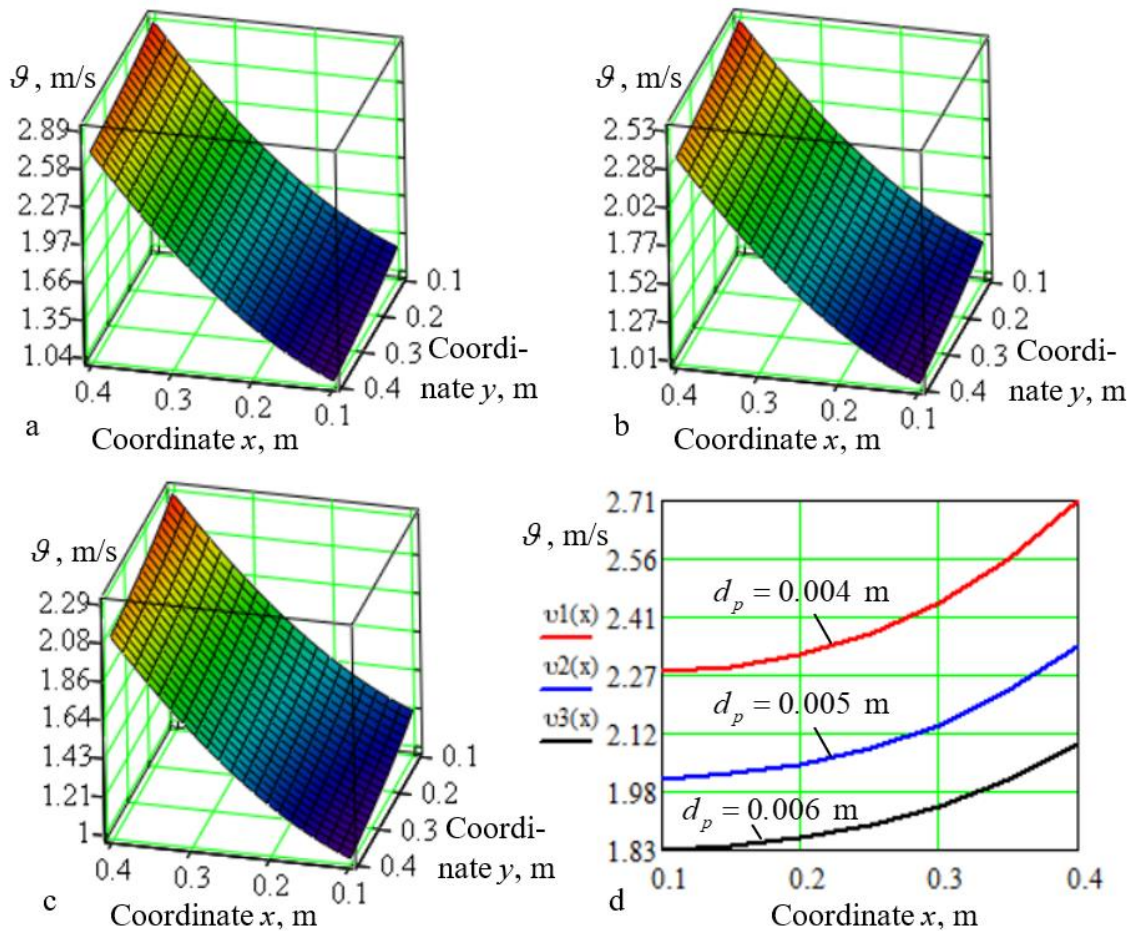 𝜗, m/s
2.89
2.58
2.27
1.97
1.66
1.35
1.04
0.4
0.3
0.2
0.1
0.1
0.2
0.3
0.4
Coordi-
nate y, m
Coordinate x, m
a
𝜗, m/s
2.53
2.28
2.02
1.77
1.52
1.27
1.01
0.4
0.3
0.2
0.1
0.1
0.2
0.3
0.4
Coordi-
nate y, m
Coordinate x, m
b
𝜗, m/s
2.29
2.08
1.86
1.64
1.43
1.21
1
0.4
0.3
0.2
0.1
0.1
0.2
0.3
0.4
Coordi-
nate y, m
Coordinate x, m
c
𝜗, m/s
υ1(x)
υ2(x)
υ3(x)
2.71
2.56
2.41
2.27
2.12
1.98
1.83
d_p = 0.004 m
d_p = 0.005 m
d_p = 0.006 m
0.1
0.2
0.3
0.4
d
Coordinate x, m